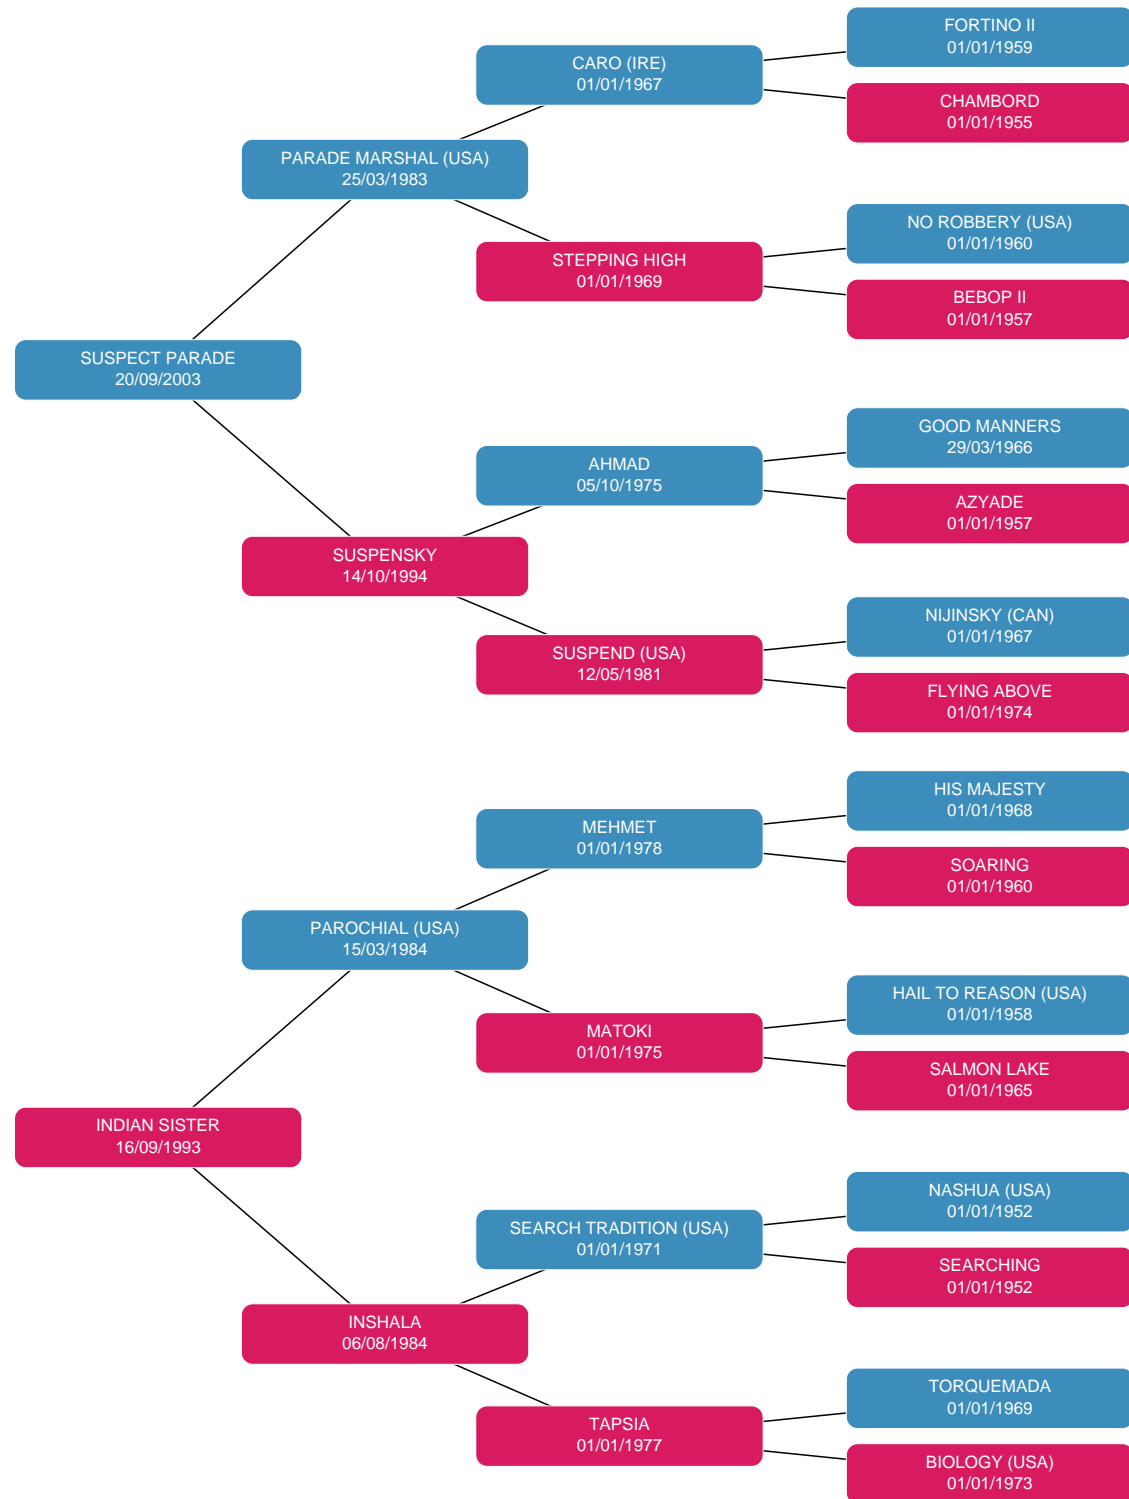 FORTINO II
01/01/1959
CARO (IRE)
01/01/1967
CHAMBORD
01/01/1955
PARADE MARSHAL (USA)
25/03/1983
NO ROBBERY (USA)
01/01/1960
STEPPING HIGH
01/01/1969
BEBOP II
01/01/1957
SUSPECT PARADE
20/09/2003
GOOD MANNERS
29/03/1966
AHMAD
05/10/1975
AZYADE
01/01/1957
SUSPENSKY
14/10/1994
NIJINSKY (CAN)
01/01/1967
SUSPEND (USA)
12/05/1981
FLYING ABOVE
01/01/1974
HIS MAJESTY
01/01/1968
MEHMET
01/01/1978
SOARING
01/01/1960
PAROCHIAL (USA)
15/03/1984
HAIL TO REASON (USA)
01/01/1958
MATOKI
01/01/1975
SALMON LAKE
01/01/1965
INDIAN SISTER
16/09/1993
NASHUA (USA)
01/01/1952
SEARCH TRADITION (USA)
01/01/1971
SEARCHING
01/01/1952
INSHALA
06/08/1984
TORQUEMADA
01/01/1969
TAPSIA
01/01/1977
BIOLOGY (USA)
01/01/1973